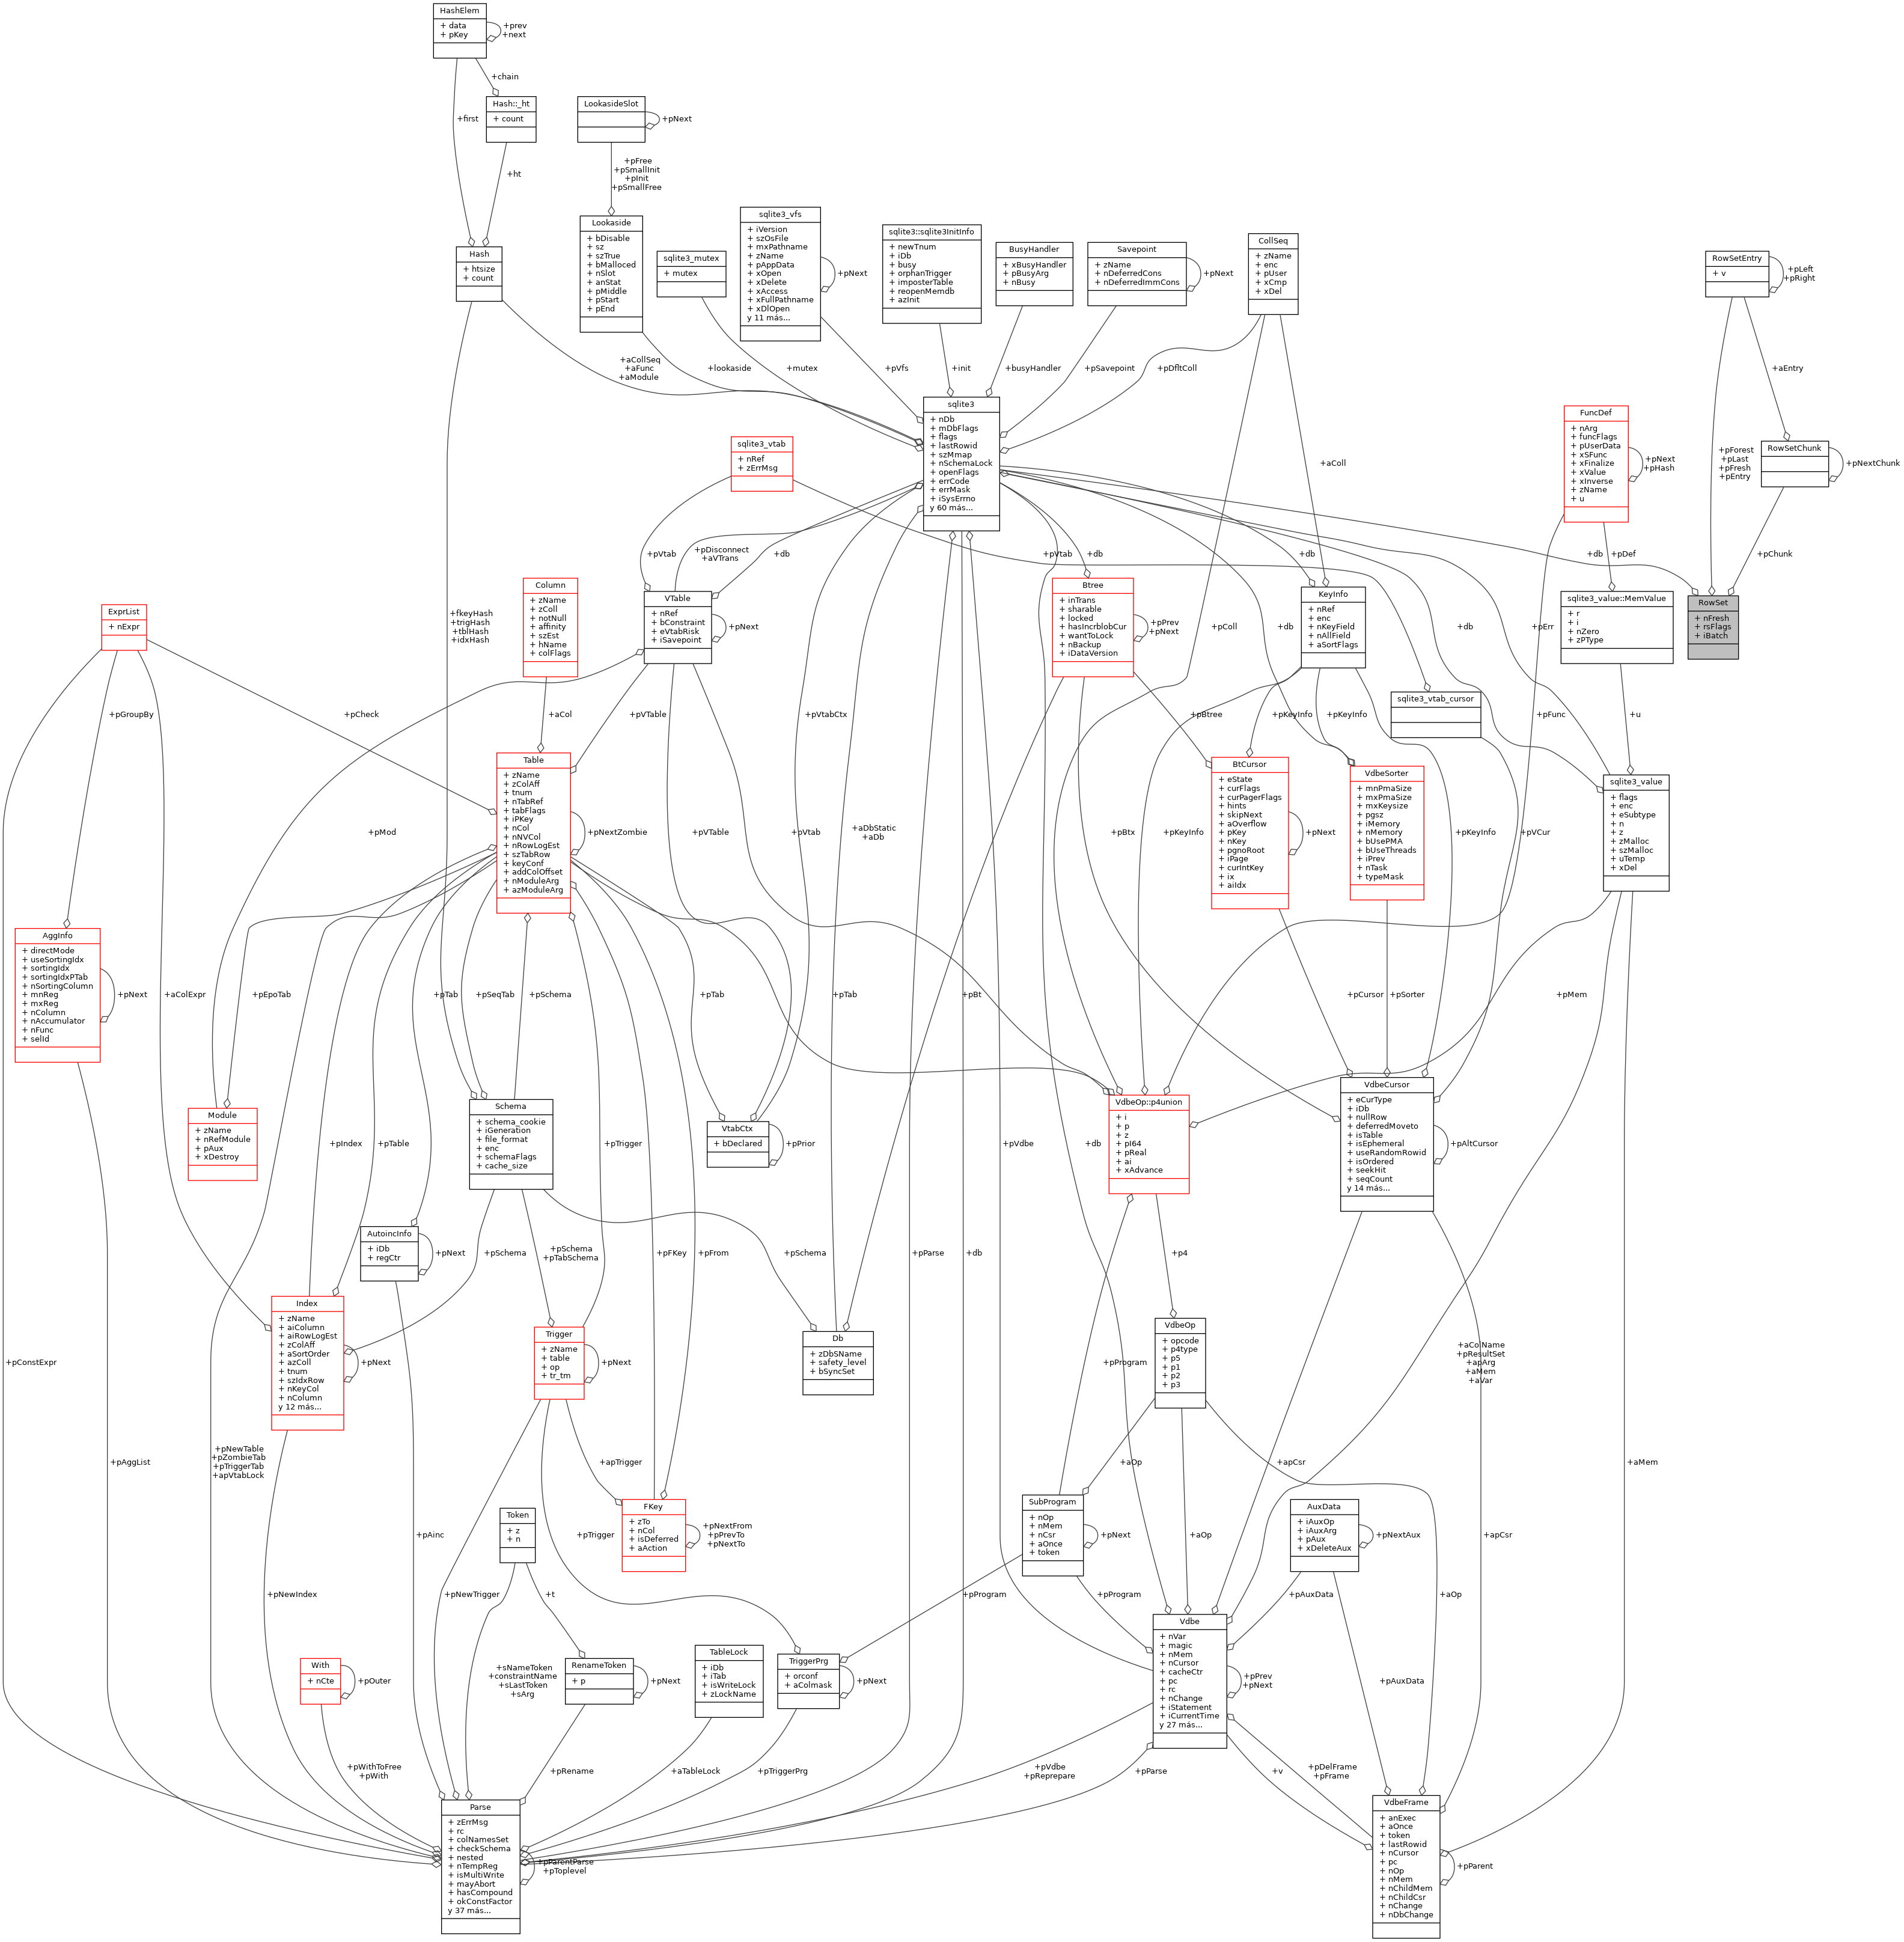 HashElem
+ data
+ pKey
+prev
+next
+chain
+first
Hash::_ht
+ count
+ht
LookasideSlot
+pNext
+pFree
+pSmallInit
+pInit
+pSmallFree
Hash
+ htsize
+ count
Lookaside
+ bDisable
+ sz
+ szTrue
+ bMalloced
+ nSlot
+ anStat
+ pMiddle
+ pStart
+ pEnd
sqlite3_mutex
+ mutex
sqlite3_vfs
+ iVersion
+ szOsFile
+ mxPathname
+ zName
+ pAppData
+ xOpen
+ xDelete
+ xAccess
+ xFullPathname
+ xDlOpen
y 11 más...
+pNext
sqlite3::sqlite3InitInfo
+ newTnum
+ iDb
+ busy
+ orphanTrigger
+ imposterTable
+ reopenMemdb
+ azInit
BusyHandler
+ xBusyHandler
+ pBusyArg
+ nBusy
Savepoint
+ zName
+ nDeferredCons
+ nDeferredImmCons
+pNext
CollSeq
+ zName
+ enc
+ pUser
+ xCmp
+ xDel
RowSetEntry
+ v
+pLeft
+pRight
+aCollSeq
+aFunc
+aModule
+lookaside
+mutex
+pVfs
+init
+busyHandler
+pSavepoint
+pDfltColl
+aEntry
sqlite3
+ nDb
+ mDbFlags
+ flags
+ lastRowid
+ szMmap
+ nSchemaLock
+ openFlags
+ errCode
+ errMask
+ iSysErrno
y 60 más...
sqlite3_vtab
+ nRef
+ zErrMsg
+aColl
FuncDef
+ nArg
+ funcFlags
+ pUserData
+ xSFunc
+ xFinalize
+ xValue
+ xInverse
+ zName
+ u
+pNext
+pHash
+pForest
+pLast
+pFresh
+pEntry
RowSetChunk
+pNextChunk
+pVtab
+pDisconnect
+aVTrans
+db
+pVtab
+db
+db
+db
+pDef
+pChunk
+fkeyHash
+trigHash
+tblHash
+idxHash
Column
+ zName
+ zColl
+ notNull
+ affinity
+ szEst
+ hName
+ colFlags
VTable
+ nRef
+ bConstraint
+ eVtabRisk
+ iSavepoint
+pNext
Btree
+ inTrans
+ sharable
+ locked
+ hasIncrblobCur
+ wantToLock
+ nBackup
+ iDataVersion
+pPrev
+pNext
+pColl
+db
KeyInfo
+ nRef
+ enc
+ nKeyField
+ nAllField
+ aSortFlags
+db
+pErr
sqlite3_value::MemValue
+ r
+ i
+ nZero
+ zPType
RowSet
+ nFresh
+ rsFlags
+ iBatch
ExprList
+ nExpr
sqlite3_vtab_cursor
+pGroupBy
+pCheck
+aCol
+pVTable
+pVtabCtx
+pBtree
+pKeyInfo
+pKeyInfo
+pFunc
+u
Table
+ zName
+ zColAff
+ tnum
+ nTabRef
+ tabFlags
+ iPKey
+ nCol
+ nNVCol
+ nRowLogEst
+ szTabRow
+ keyConf
+ addColOffset
+ nModuleArg
+ azModuleArg
+pNextZombie
+pMod
+pVTable
+pVtab
+aDbStatic
+aDb
+pBtx
+pKeyInfo
BtCursor
+ eState
+ curFlags
+ curPagerFlags
+ hints
+ skipNext
+ aOverflow
+ pKey
+ nKey
+ pgnoRoot
+ iPage
+ curIntKey
+ ix
+ aiIdx
+pNext
VdbeSorter
+ mnPmaSize
+ mxPmaSize
+ mxKeysize
+ pgsz
+ iMemory
+ nMemory
+ bUsePMA
+ bUseThreads
+ iPrev
+ nTask
+ typeMask
+pKeyInfo
+pVCur
sqlite3_value
+ flags
+ enc
+ eSubtype
+ n
+ z
+ zMalloc
+ szMalloc
+ uTemp
+ xDel
AggInfo
+ directMode
+ useSortingIdx
+ sortingIdx
+ sortingIdxPTab
+ nSortingColumn
+ mnReg
+ mxReg
+ nColumn
+ nAccumulator
+ nFunc
+ selId
+pNext
+aColExpr
+pEpoTab
+pTab
+pSeqTab
+pSchema
+pTab
+pTab
+pBt
+pCursor
+pSorter
+pMem
Module
+ zName
+ nRefModule
+ pAux
+ xDestroy
+pIndex
+pTable
Schema
+ schema_cookie
+ iGeneration
+ file_format
+ enc
+ schemaFlags
+ cache_size
+pTrigger
VtabCtx
+ bDeclared
+pPrior
+pVdbe
+db
VdbeOp::p4union
+ i
+ p
+ z
+ pI64
+ pReal
+ ai
+ xAdvance
VdbeCursor
+ eCurType
+ iDb
+ nullRow
+ deferredMoveto
+ isTable
+ isEphemeral
+ useRandomRowid
+ isOrdered
+ seekHit
+ seqCount
y 14 más...
+pAltCursor
AutoincInfo
+ iDb
+ regCtr
+pNext
+pSchema
+pSchema
+pTabSchema
+pFKey
+pFrom
+pSchema
+pParse
+db
+p4
Index
+ zName
+ aiColumn
+ aiRowLogEst
+ zColAff
+ aSortOrder
+ azColl
+ tnum
+ szIdxRow
+ nKeyCol
+ nColumn
y 12 más...
+pNext
Trigger
+ zName
+ table
+ op
+ tr_tm
+pNext
Db
+ zDbSName
+ safety_level
+ bSyncSet
+pProgram
VdbeOp
+ opcode
+ p4type
+ p5
+ p1
+ p2
+ p3
+aColName
+pResultSet
+apArg
+aMem
+aVar
+pConstExpr
+pAggList
+pNewTable
+pZombieTab
+pTriggerTab
+apVtabLock
+apTrigger
+aOp
+apCsr
+aMem
Token
+ z
+ n
+pAinc
+pTrigger
FKey
+ zTo
+ nCol
+ isDeferred
+ aAction
+pNextFrom
+pPrevTo
+pNextTo
SubProgram
+ nOp
+ nMem
+ nCsr
+ aOnce
+ token
+pNext
+aOp
AuxData
+ iAuxOp
+ iAuxArg
+ pAux
+ xDeleteAux
+pNextAux
+apCsr
+pNewIndex
+pNewTrigger
+t
+pProgram
+pProgram
+pAuxData
+aOp
With
+ nCte
+pOuter
+sNameToken
+constraintName
+sLastToken
+sArg
RenameToken
+ p
+pNext
TableLock
+ iDb
+ iTab
+ isWriteLock
+ zLockName
TriggerPrg
+ orconf
+ aColmask
+pNext
Vdbe
+ nVar
+ magic
+ nMem
+ nCursor
+ cacheCtr
+ pc
+ rc
+ nChange
+ iStatement
+ iCurrentTime
y 27 más...
+pPrev
+pNext
+pAuxData
+pWithToFree
+pWith
+pRename
+aTableLock
+pTriggerPrg
+pVdbe
+pReprepare
+pParse
+v
+pDelFrame
+pFrame
Parse
+ zErrMsg
+ rc
+ colNamesSet
+ checkSchema
+ nested
+ nTempReg
+ isMultiWrite
+ mayAbort
+ hasCompound
+ okConstFactor
y 37 más...
+pParentParse
+pToplevel
VdbeFrame
+ anExec
+ aOnce
+ token
+ lastRowid
+ nCursor
+ pc
+ nOp
+ nMem
+ nChildMem
+ nChildCsr
+ nChange
+ nDbChange
+pParent